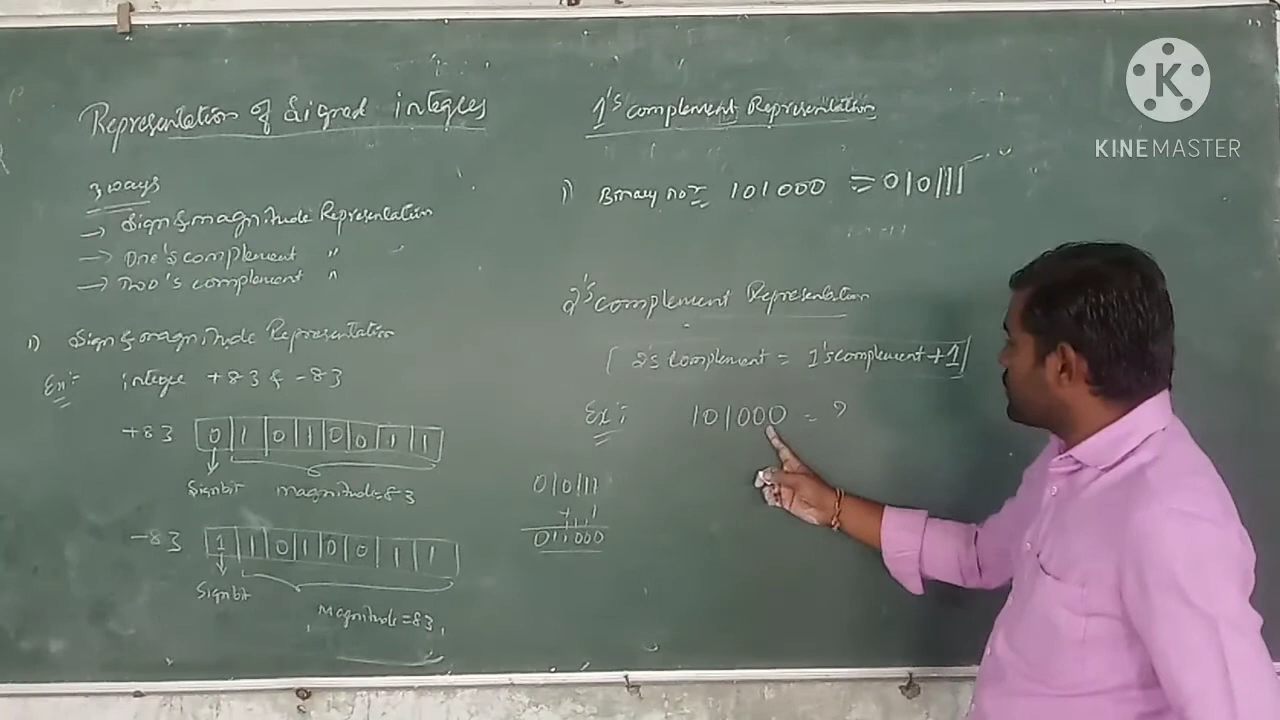 Representation of Signed integers
3 ways
→ Sign & magnitude Representation
→ One's complement "
→ Two's complement "
1) Sign & magnitude Representation
Ex:- integer +83 & -83
+83 0 1 0 1 0 0 1 1
Signbit magnitude=83
-83 1 1 0 1 0 0 1 1
Signbit
Magnitude=83
1's complement Representation
1) Binary no:- 101000 = 010111
2's complement Representation
[2's complement = 1's complement + 1]
Ex:- 101000 = ?
010111
+ 1
011000
K
KINEMASTER